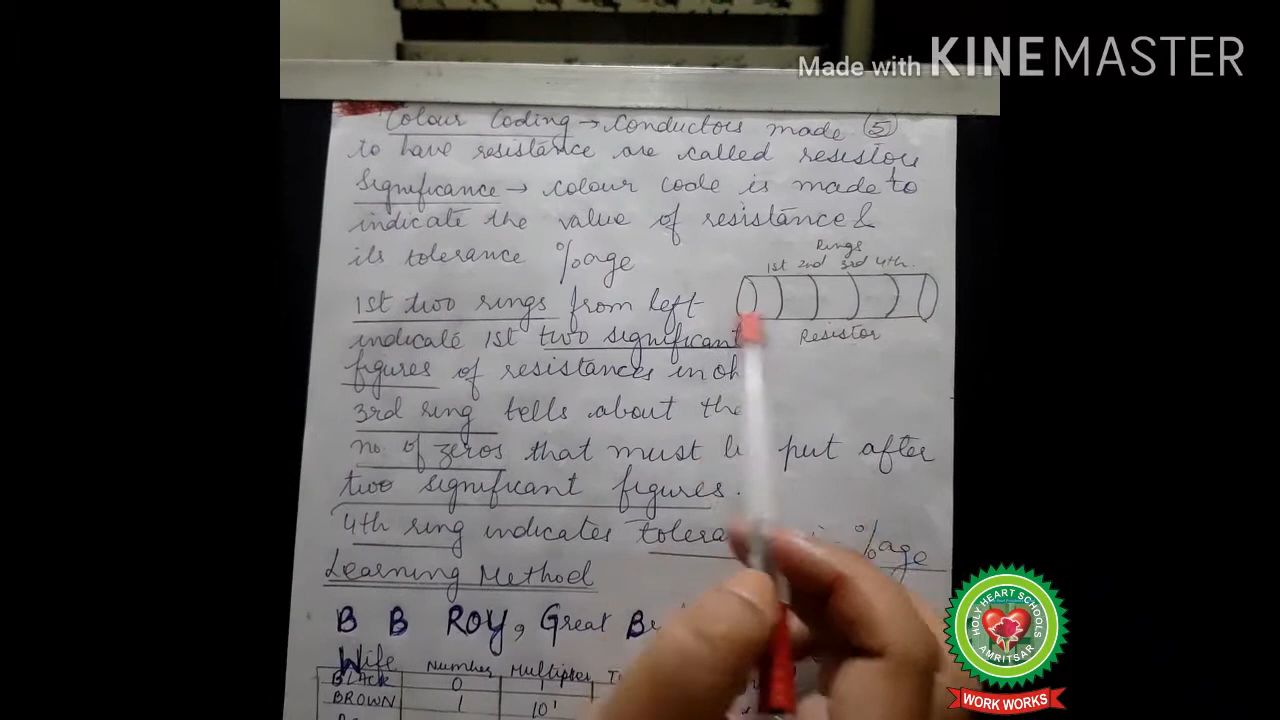 Made with KINEMASTER
Colour Coding → Conductors made (5)
to have resistance are called resistors
Significance → colour code is made to
indicate the value of resistance &
its tolerance %age
Rings
1st 2nd 3rd 4th
Resistor
1st two rings from left
indicate 1st two significant
figures of resistances in
3rd ring tells about the
no. of zeros that must put after
two significant figures.
4th ring indicates %age
Learning Method
B B ROY, Great
Wife
Number Multiplier
BLACK 0 1
BROWN 1 10¹
HOLY HEART SCHOOLS
AMRITSAR
WORK WORKS